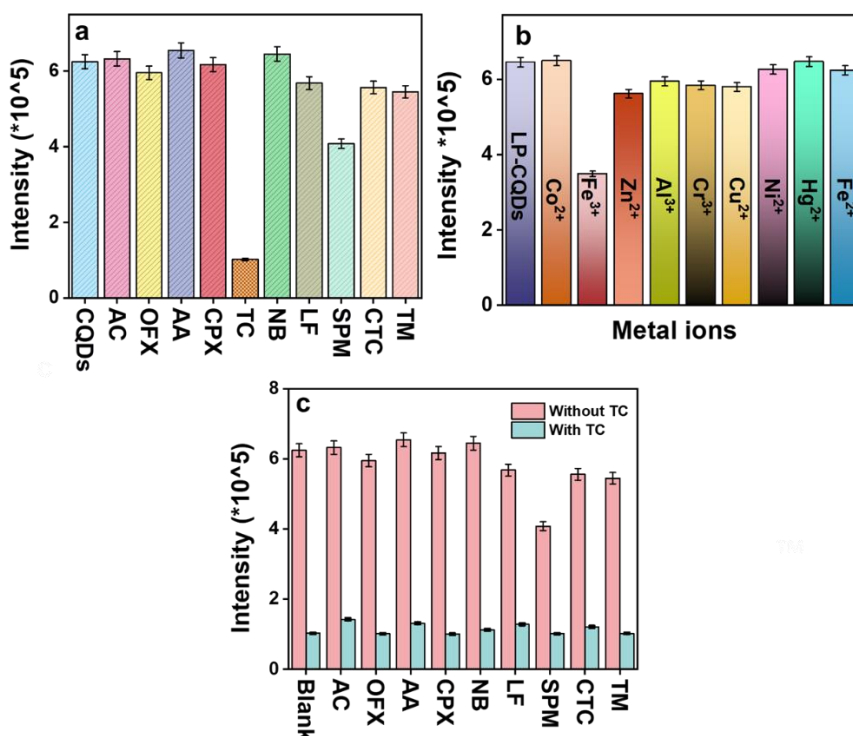 a
Intensity (*10^5)
6
4
2
0
CQDs
AC
OFX
AA
CPX
TC
NB
LF
SPM
CTC
TM
b
Intensity *10^5)
6
4
2
0
LP-CQDs
Co2+
Fe3+
Zn2+
Al3+
Cr3+
Cu2+
Ni2+
Hg2+
Fe2+
Metal ions
c
Without TC
With TC
Intensity (*10^5)
8
6
4
2
0
Blank
AC
OFX
AA
CPX
NB
LF
SPM
CTC
TM